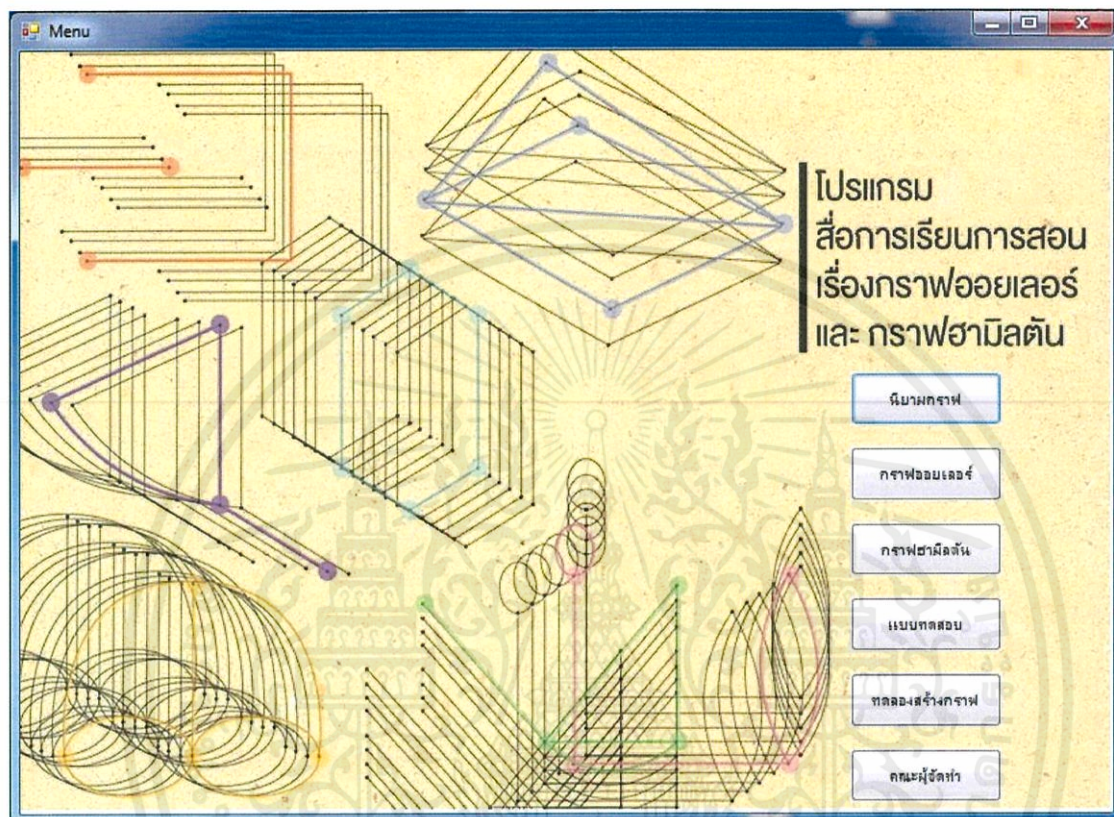 Menu
โปรแกรม
สื่อการเรียนการสอน
เรื่องกราฟออยเลอร์
และ กราฟฮามิลตัน
นิยามกราฟ
กราฟออยเลอร์
กราฟฮามิลตัน
แบบทดสอบ
ทดลองสร้างกราฟ
คณะผู้จัดทำ